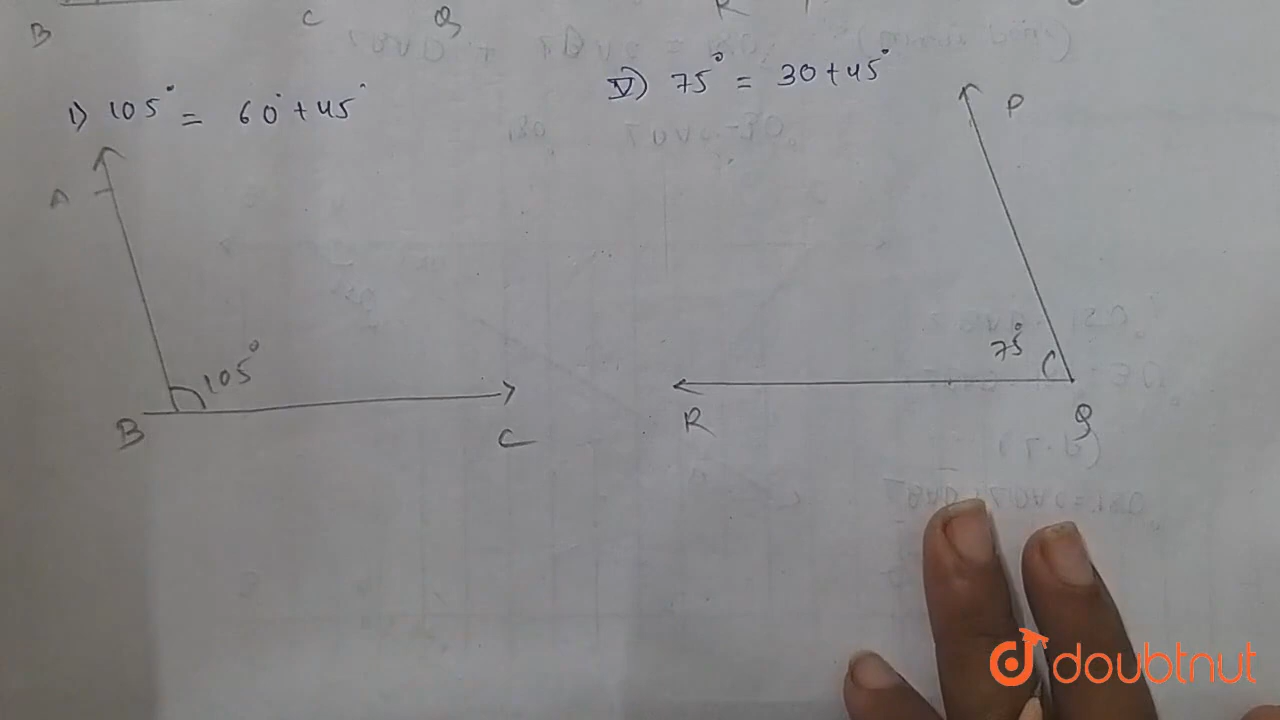 B
C
Q
R
1) 105° = 60° + 45°
V) 75° = 30 + 45°
A
P
105°
75°
B
C
R
Q
doubtnut